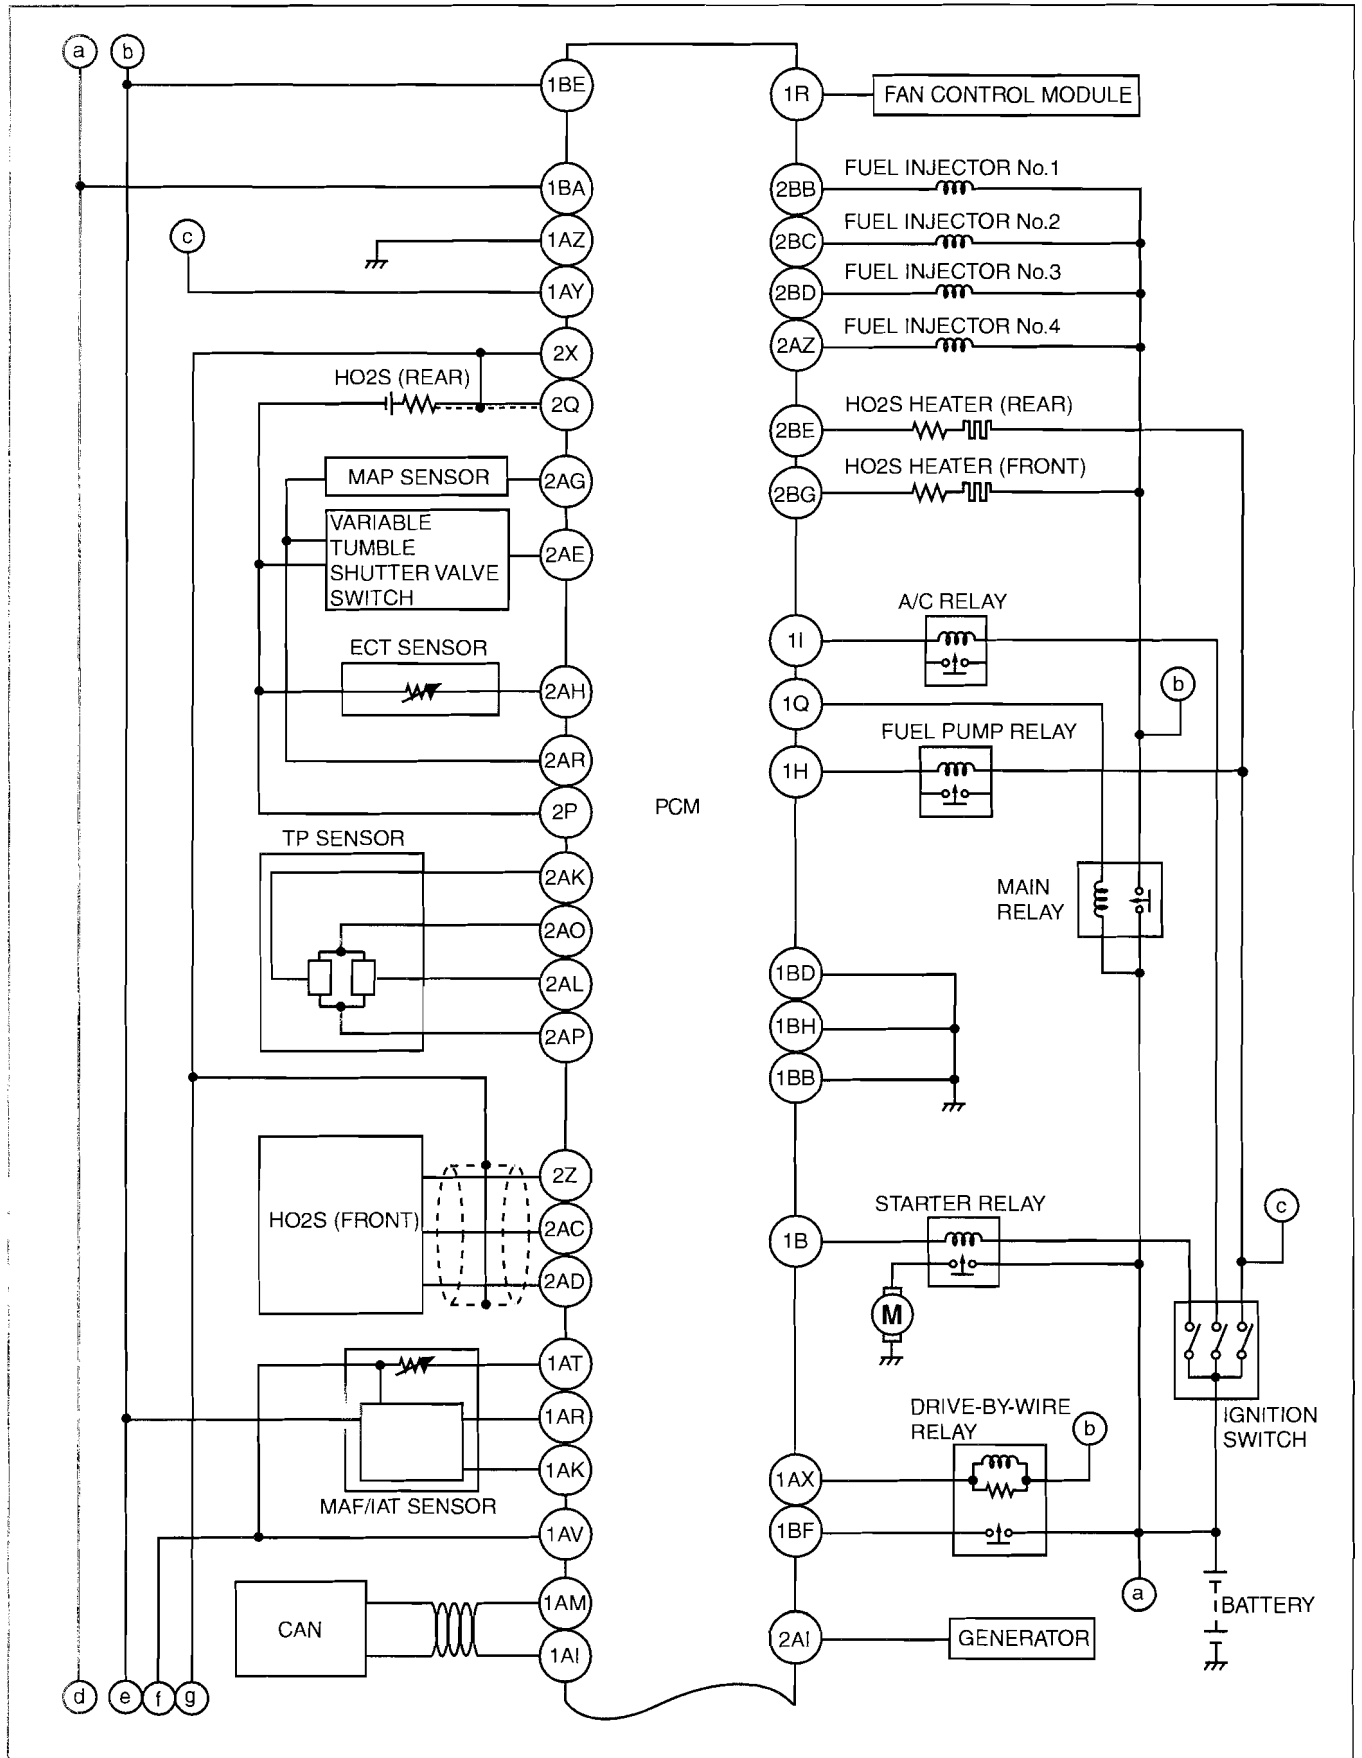 a
b
1BE
1R
FAN CONTROL MODULE
FUEL INJECTOR No.1
1BA
2BB
c
1AZ
FUEL INJECTOR No.2
2BC
FUEL INJECTOR No.3
1AY
2BD
FUEL INJECTOR No.4
2X
2AZ
HO2S (REAR)
2Q
HO2S HEATER (REAR)
2BE
MAP SENSOR
2AG
HO2S HEATER (FRONT)
2BG
VARIABLE
TUMBLE
SHUTTER VALVE
SWITCH
2AE
A/C RELAY
1I
ECT SENSOR
2AH
b
1Q
FUEL PUMP RELAY
2AR
1H
2P
PCM
TP SENSOR
2AK
MAIN
RELAY
2AO
2AL
1BD
2AP
1BH
1BB
HO2S (FRONT)
2Z
2AC
2AD
STARTER RELAY
1B
c
M
1AT
1AR
1AK
MAF/IAT SENSOR
DRIVE-BY-WIRE
RELAY
b
IGNITION
SWITCH
1AX
1AV
1BF
CAN
1AM
1AI
a
BATTERY
2AI
GENERATOR
d
e
f
g